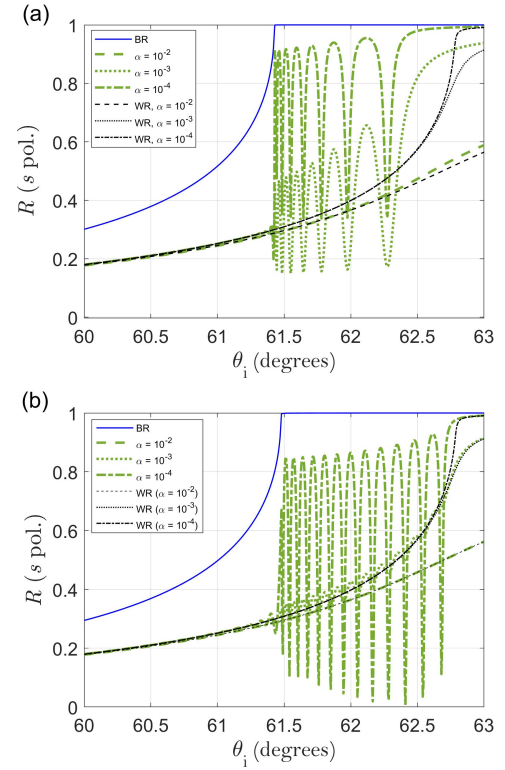 (a)
1
0.8
0.6
0.4
0.2
0
R (s pol.)
BR
α = 10-2
α = 10-3
α = 10-4
WR, α = 10-2
WR, α = 10-3
WR, α = 10-4
60 60.5 61 61.5 62 62.5 63
θi (degrees)
(b)
1
0.8
0.6
0.4
0.2
0
R (s pol.)
BR
α = 10-2
α = 10-3
α = 10-4
WR (α = 10-2)
WR (α = 10-3)
WR (α = 10-4)
60 60.5 61 61.5 62 62.5 63
θi (degrees)